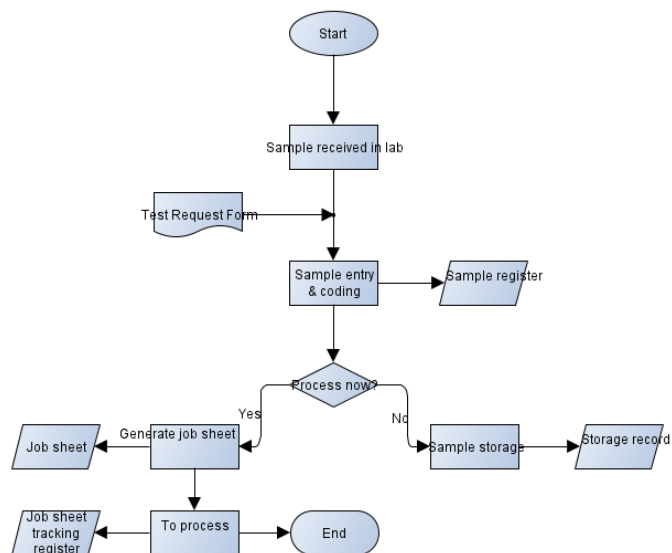 Start
Sample received in lab
Test Request Form
Sample entry
& coding
Sample register
Process now?
Yes
No
Job sheet
Generate job sheet
Sample storage
Storage record
Job sheet
tracking
register
To process
End